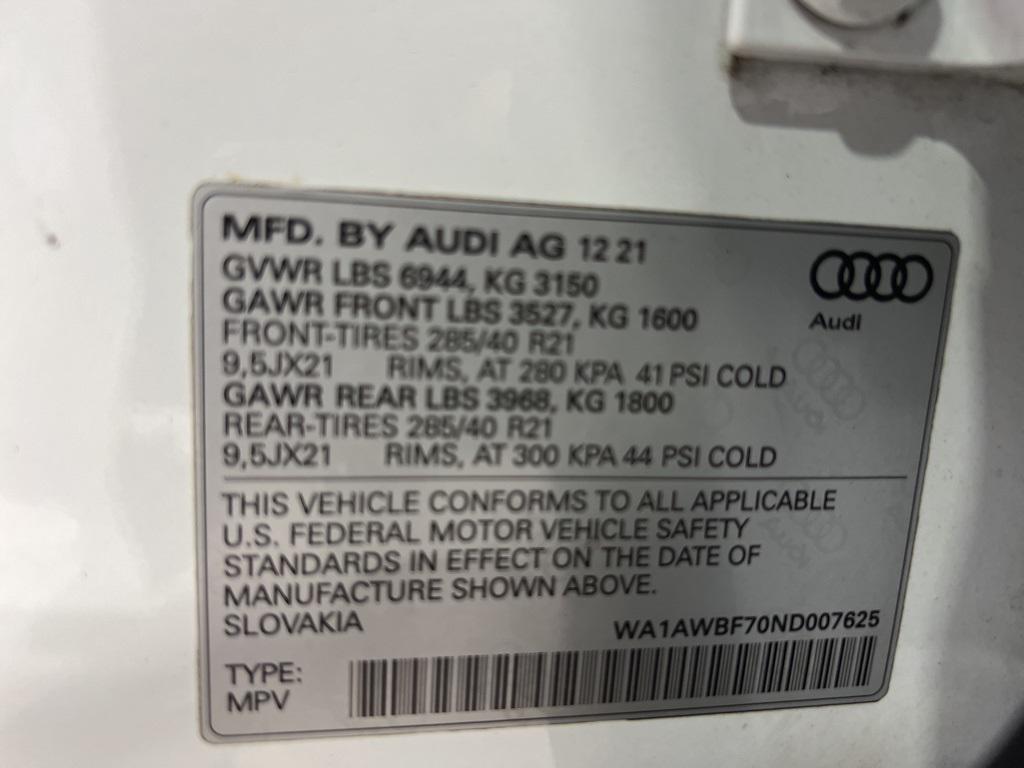 MFD. BY AUDI AG 12 21
GVWR LBS 6944, KG 3150
GAWR FRONT LBS 3527, KG 1600
FRONT-TIRES 285/40 R21
9,5JX21 RIMS, AT 280 KPA 41 PSI COLD
GAWR REAR LBS 3968, KG 1800
REAR-TIRES 285/40 R21
9,5JX21 RIMS, AT 300 KPA 44 PSI COLD
Audi
Audi
Audi
THIS VEHICLE CONFORMS TO ALL APPLICABLE
U.S. FEDERAL MOTOR VEHICLE SAFETY
STANDARDS IN EFFECT ON THE DATE OF
MANUFACTURE SHOWN ABOVE.
SLOVAKIA
WA1AWBF70ND007625
TYPE:
MPV